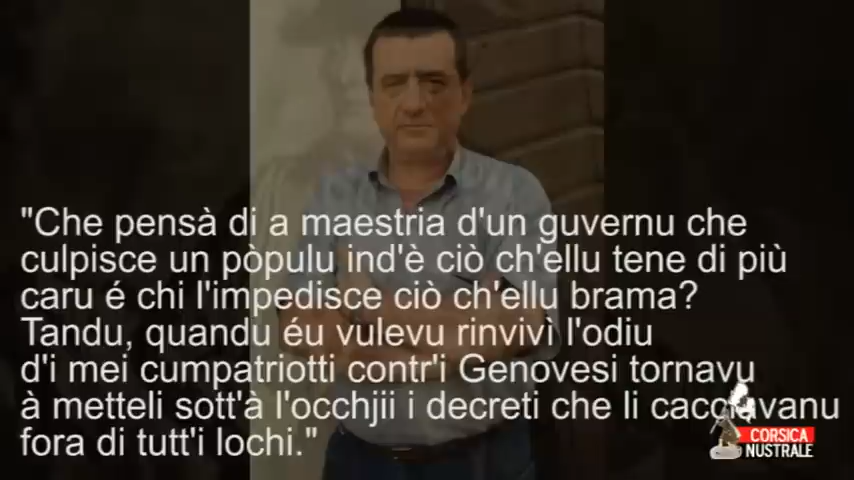 "Che pensà di a maestria d'un guvernu che
culpisce un pòpulu ind'è ciò ch'ellu tene di più
caru é chi l'impedisce ciò ch'ellu brama?
Tandu, quandu éu vulevu rinvivì l'odiu
d'i mei cumpatriotti contr'i Genovesi tornavu
à metteli sott'à l'occhjii i decreti che li cacciavanu
fora di tutt'i lochi."
CORSICA
NUSTRALE